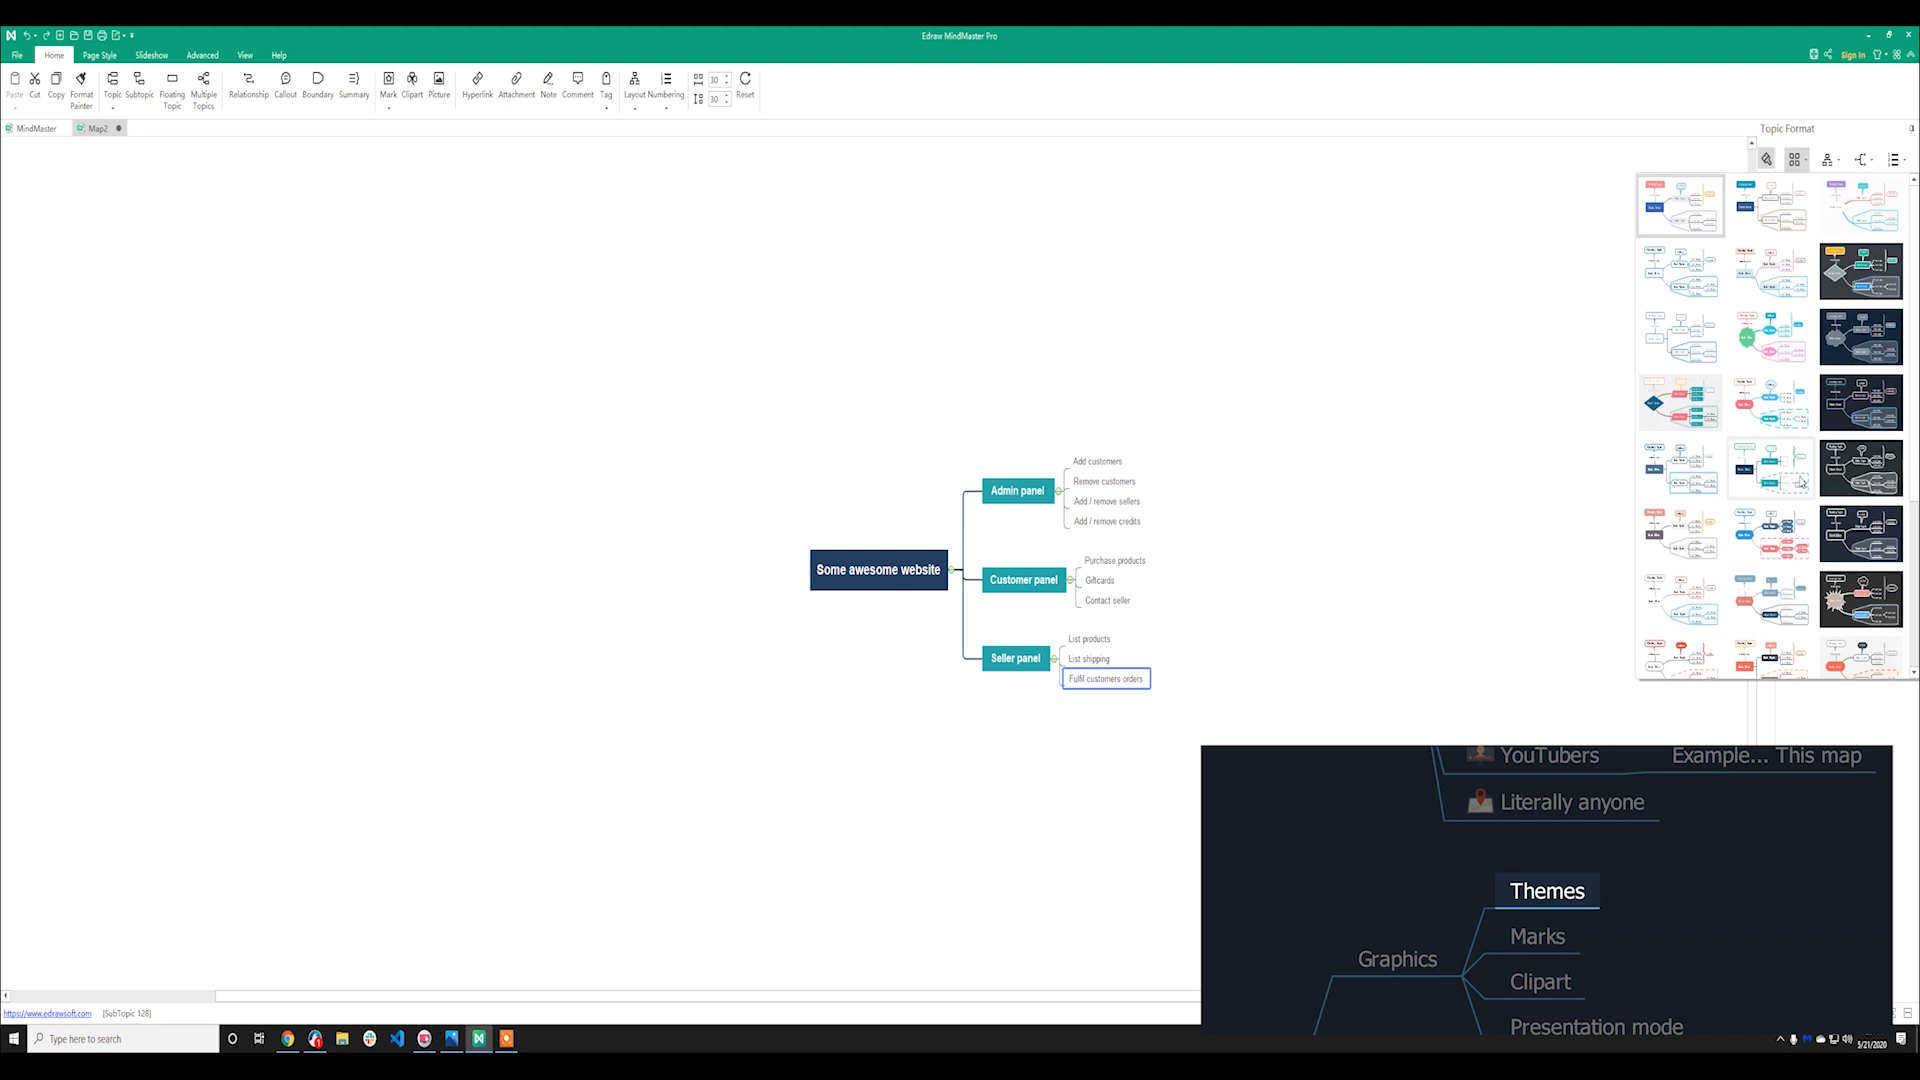 Edraw MindMaster Pro
File Home Page Style Slideshow Advanced View Help
Sign In
Paste Cut Copy Format Painter Topic Subtopic Floating Topic Multiple Topics Relationship Callout Boundary Summary Mark Clipart Picture Hyperlink Attachment Note Comment Tag Layout Numbering 30 30 Reset
MindMaster Map2
Topic Format
Some awesome website
Admin panel
Add customers
Remove customers
Add / remove sellers
Add / remove credits
Customer panel
Purchase products
Giftcards
Contact seller
Seller panel
List products
List shipping
Fulfil customers orders
YouTubers
Example... This map
Literally anyone
Graphics
Themes
Marks
Clipart
Presentation mode
https://www.edrawsoft.com [SubTopic 128]
Type here to search
5/21/2020